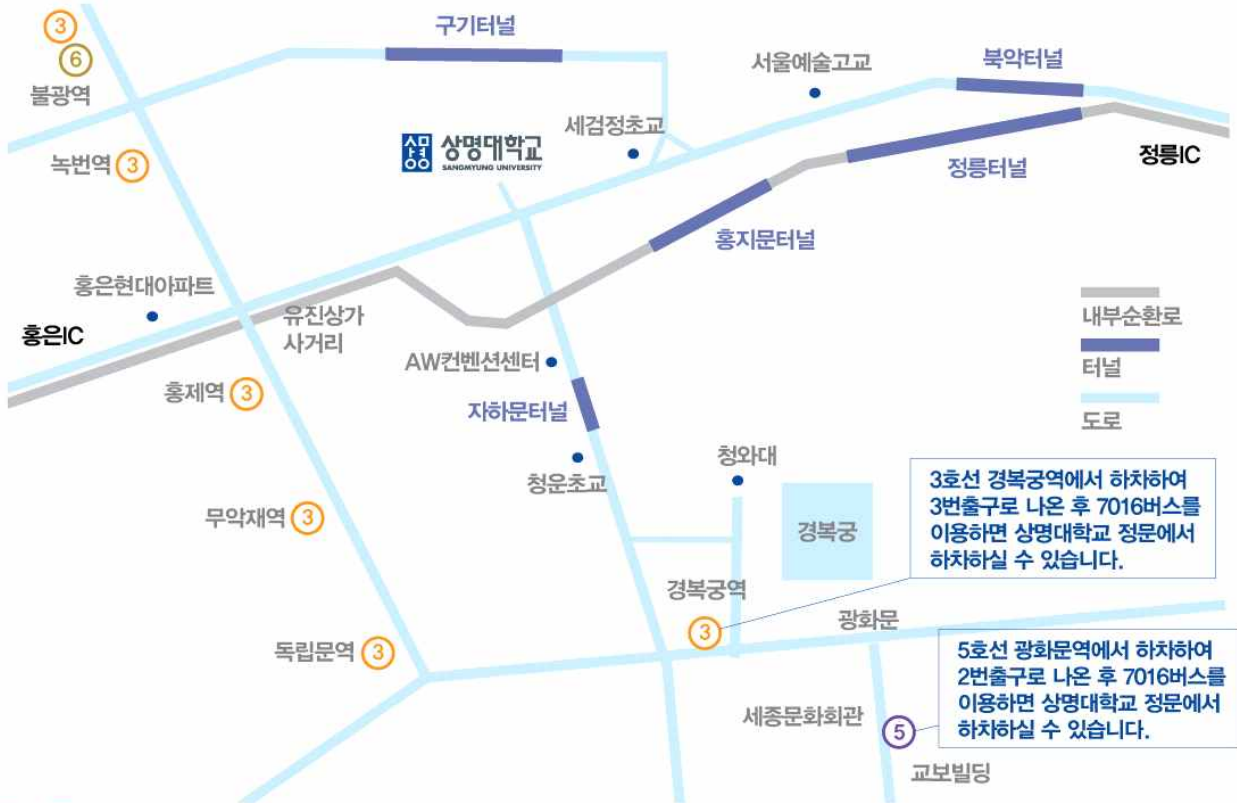 3
6
불광역
구기터널
서울예술고교
북악터널
녹번역 3
상명
상명대학교
SANGMYUNG UNIVERSITY
세검정초교
정릉터널
정릉IC
홍지문터널
홍은현대아파트
홍은IC
유진상가
사거리
내부순환로
터널
도로
AW컨벤션센터
홍제역 3
자하문터널
청운초교
청와대
무악재역 3
경복궁
3호선 경복궁역에서 하차하여
3번출구로 나온 후 7016버스를
이용하면 상명대학교 정문에서
하차하실 수 있습니다.
경복궁역
3
광화문
독립문역 3
5호선 광화문역에서 하차하여
2번출구로 나온 후 7016버스를
이용하면 상명대학교 정문에서
하차하실 수 있습니다.
세종문화회관
5
교보빌딩